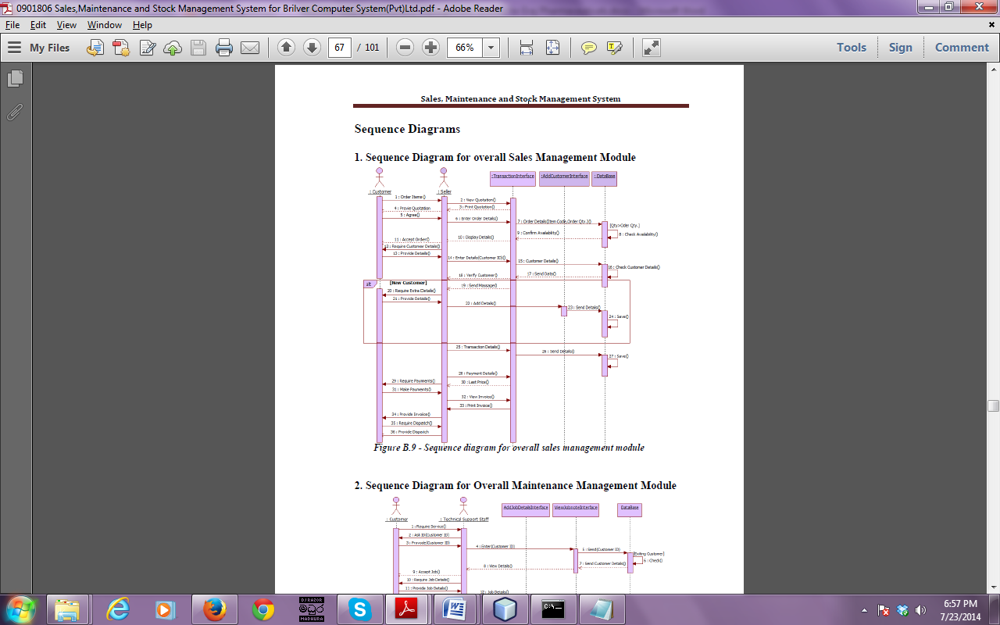 0901806 Sales,Maintenance and Stock Management System for Brilver Computer System(Pvt)Ltd.pdf - Adobe Reader
File Edit View Window Help
My Files 67 / 101 66% Tools Sign Comment
Sales, Maintenance and Stock Management System
Sequence Diagrams
1. Sequence Diagram for overall Sales Management Module
: Customer
: Seller
:TransactionInterface
:AddCustomerInterface
: DataBase
1 : Order Items()
2 : View Quotation()
3 : Print Quotation()
4 : Provie Quotation
5 : Agree()
6 : Enter Order Details()
7 : Order Details(Item Code,Order Qty.)()
[Qty>Oder Qty.]
8 : Check Availability()
9 : Confirm Availability()
10 : Display Details()
11 : Accept Order()
12 : Require Customer Details()
13 : Provide Details()
14 : Enter Details(Customer ID)()
15 : Customer Details()
16 : Check Customer Details()
17 : Send Data()
18 : Verify Customer()
alt [New Customer]
19 : Send Massage()
20 : Require Extra Details()
21 : Provide Details()
22 : Add Details()
23 : Send Details()
24 : Save()
25 : Transaction Details()
26 : Send Details()
27 : Save()
28 : Payment Details()
29 : Require Payments()
30 : Last Price()
31 : Make Payments()
32 : View Invoice()
33 : Print Invoice()
34 : Provide Invoice()
35 : Require Dispatch()
36 : Provide Dispatch
Figure B.9 - Sequence diagram for overall sales management module
2. Sequence Diagram for Overall Maintenance Management Module
: Customer
: Technical Support Staff
AddJobDetailsInterface
ViewJobnoteInterface
DataBase
1 : Require Service()
2 : Ask ID(Customer ID)
3 : Provode(Customer ID)
4 : Enter(Customer ID)
5 : Send(Customer ID)
[Exiting Customer]
6 : Check()
7 : Send Customer Details()
8 : View Details()
9 : Accept Job()
10 : Require Job Details()
11 : Provide Job Details()
12 : Job Details()
DJ RAZOR
මධුර
MADHURA
C:\
6:57 PM
7/23/2014